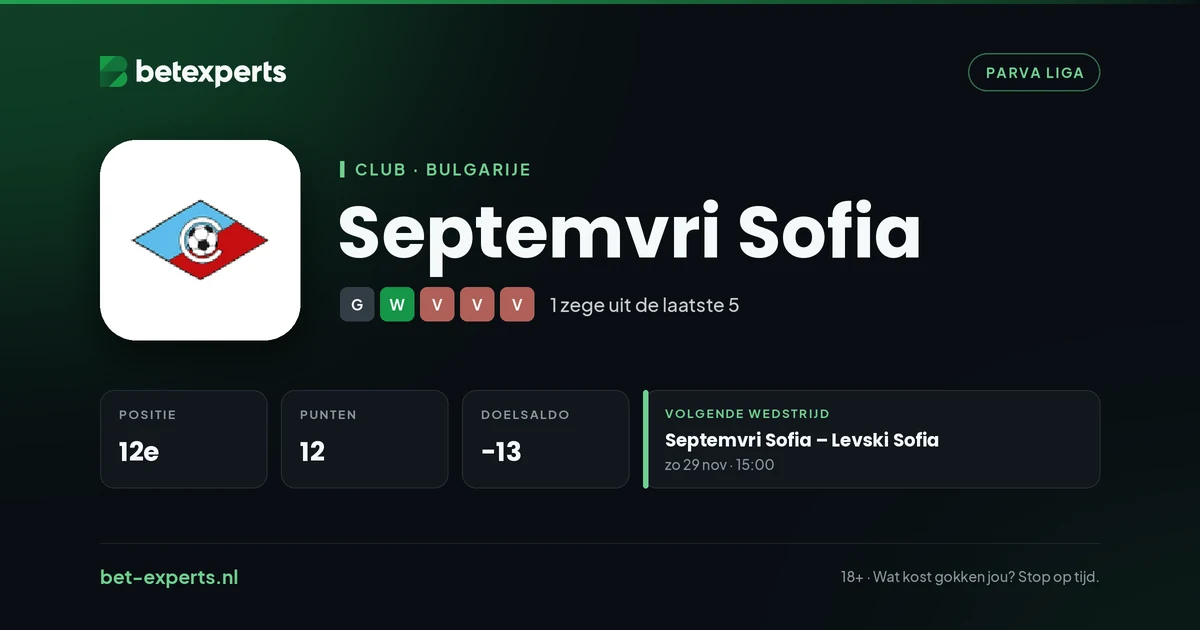 betexperts
PARVA LIGA
CLUB · BULGARIJE
Septemvri Sofia
G W V V V 1 zege uit de laatste 5
POSITIE
12e
PUNTEN
12
DOELSALDO
−13
VOLGENDE WEDSTRIJD
Septemvri Sofia – Levski Sofia
zo 29 nov · 15:00
bet-experts.nl
18+ · Wat kost gokken jou? Stop op tijd.